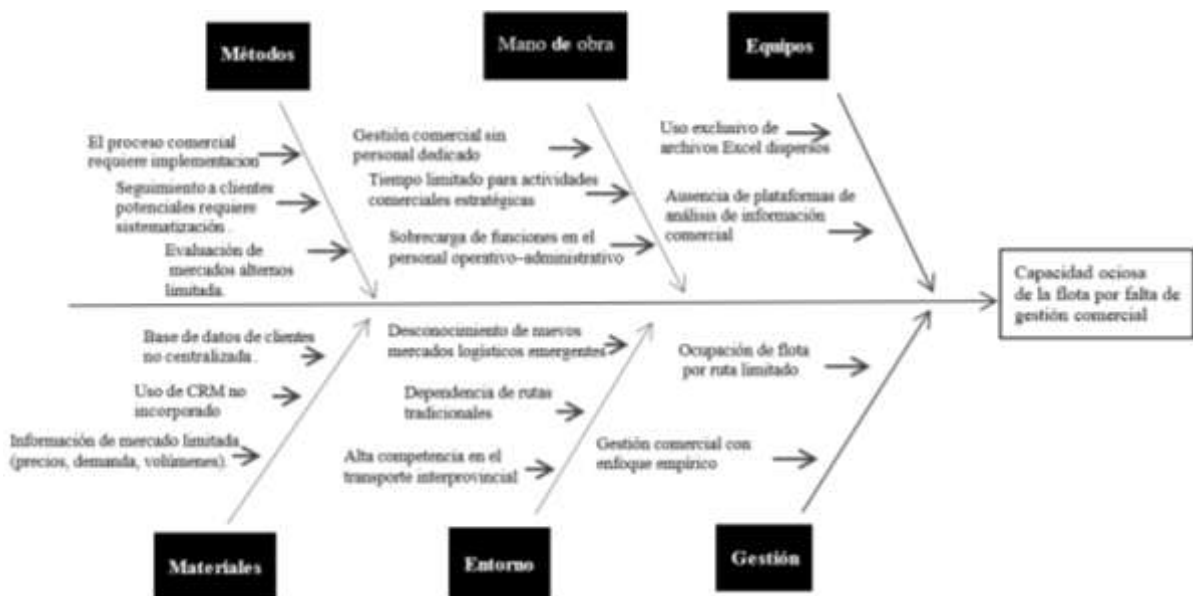 Métodos
Mano de obra
Equipos
El proceso comercial
requiere implementacion
Seguimiento a clientes
potenciales requiere
sistematización .
Evaluación de
mercados alternos
limitada.
Gestión comercial sin
personal dedicado
Tiempo limitado para actividades
comerciales estratégicas
Sobrecarga de funciones en el
personal operativo–administrativo
Uso exclusivo de
archivos Excel dispersos
Ausencia de plataformas de
análisis de información
comercial
Capacidad ociosa
de la flota por falta de
gestión comercial
Base de datos de clientes
no centralizada .
Uso de CRM no
incorporado
Información de mercado limitada
(precios, demanda, volúmenes).
Desconocimiento de nuevos
mercados logísticos emergentes
Dependencia de rutas
tradicionales
Alta competencia en el
transporte interprovincial
Ocupación de flota
por ruta limitado
Gestión comercial con
enfoque empírico
Materiales
Entorno
Gestión